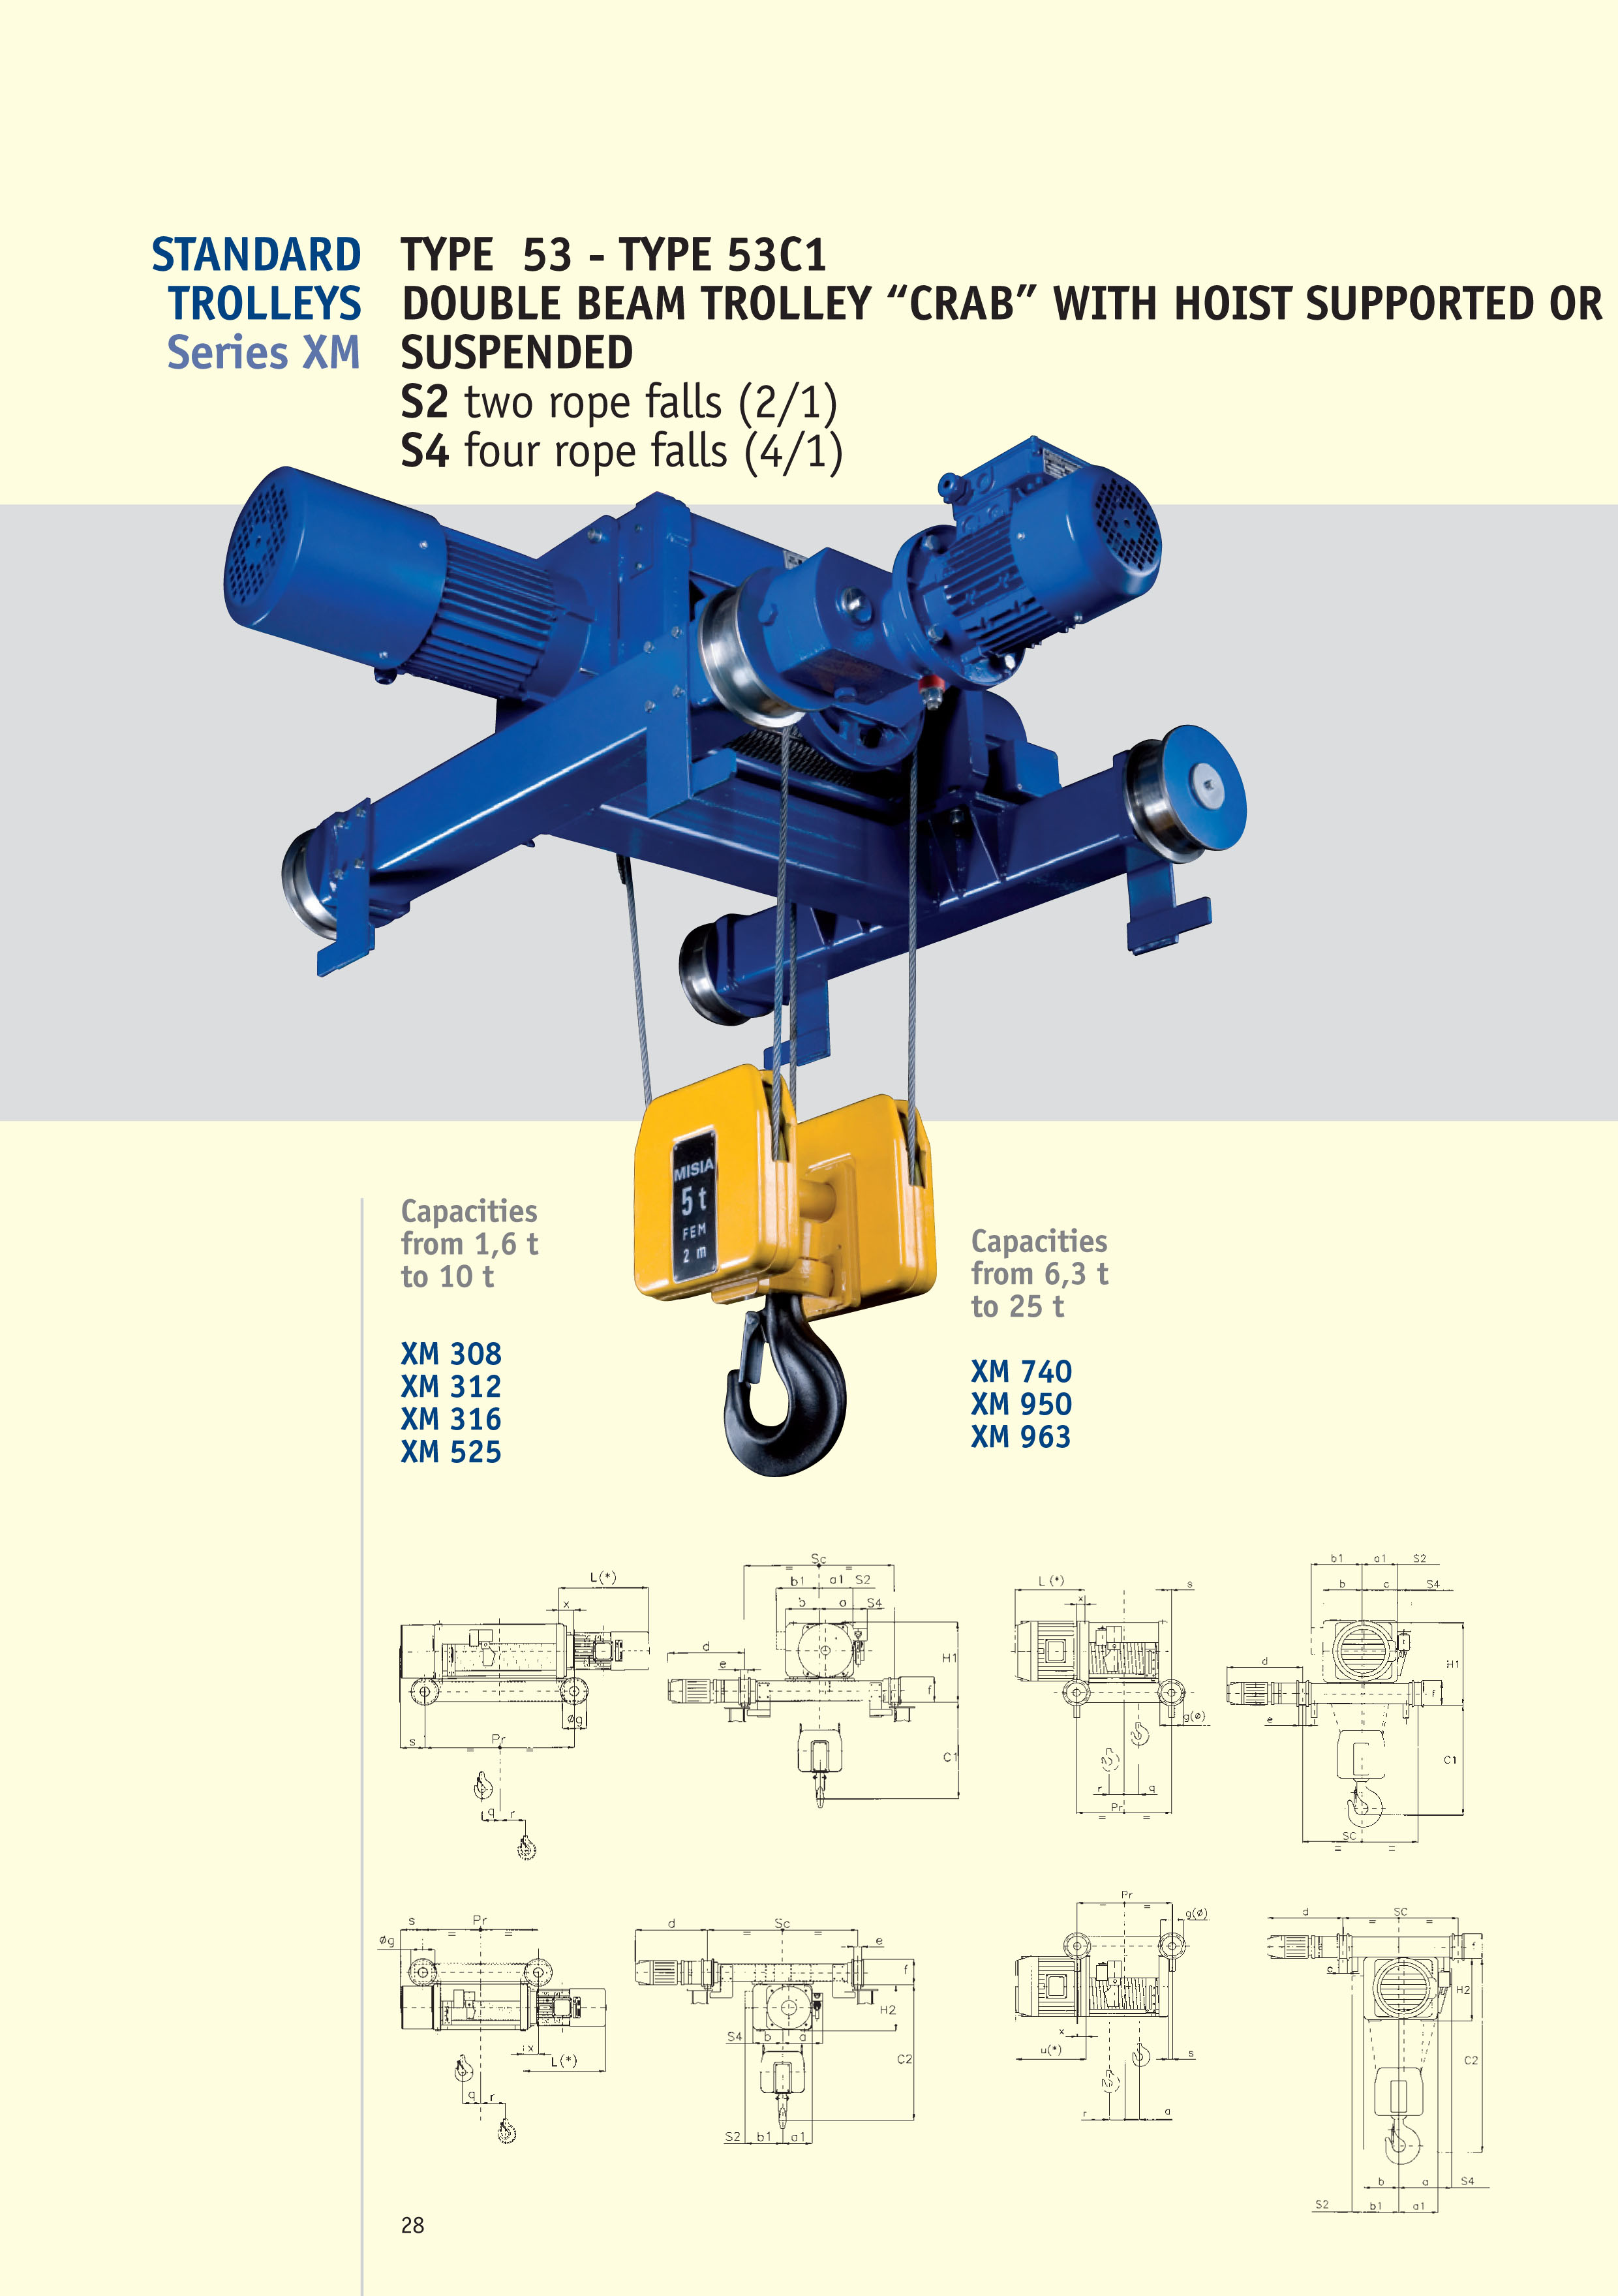 STANDARD
TROLLEYS
Series XM
TYPE 53 - TYPE 53C1
DOUBLE BEAM TROLLEY “CRAB” WITH HOIST SUPPORTED OR
SUSPENDED
S2 two rope falls (2/1)
S4 four rope falls (4/1)
MISIA
5 t
FEM
2 m
Capacities
from 1,6 t
to 10 t
XM 308
XM 312
XM 316
XM 525
Capacities
from 6,3 t
to 25 t
XM 740
XM 950
XM 963
L(*)
x
Øg
s
Pr
= =
q r
Sc
= =
b1 a1 S2
b a S4
d
e
H1
f
C1
L (*)
s
x
g(Ø)
r q
Pr
= =
b1 a1 S2
b c S4
d
H1
f
e
C1
SC
= =
s Pr
= =
Øg
x
L(*)
q r
d Sc
= =
e
f
H2
S4 b a
C2
S2 b1 a1
Pr
= =
g(Ø)
x
u(*)
s
r a
d SC
= =
c
H2
C2
b a S4
S2 b1 a1
28